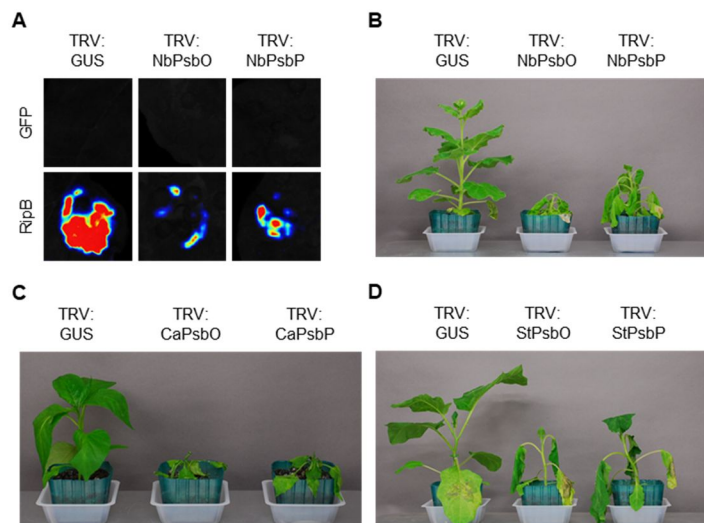 A
TRV:
GUS
TRV:
NbPsbO
TRV:
NbPsbP
GFP
RipB
B
TRV:
GUS
TRV:
NbPsbO
TRV:
NbPsbP
C
TRV:
GUS
TRV:
CaPsbO
TRV:
CaPsbP
D
TRV:
GUS
TRV:
StPsbO
TRV:
StPsbP